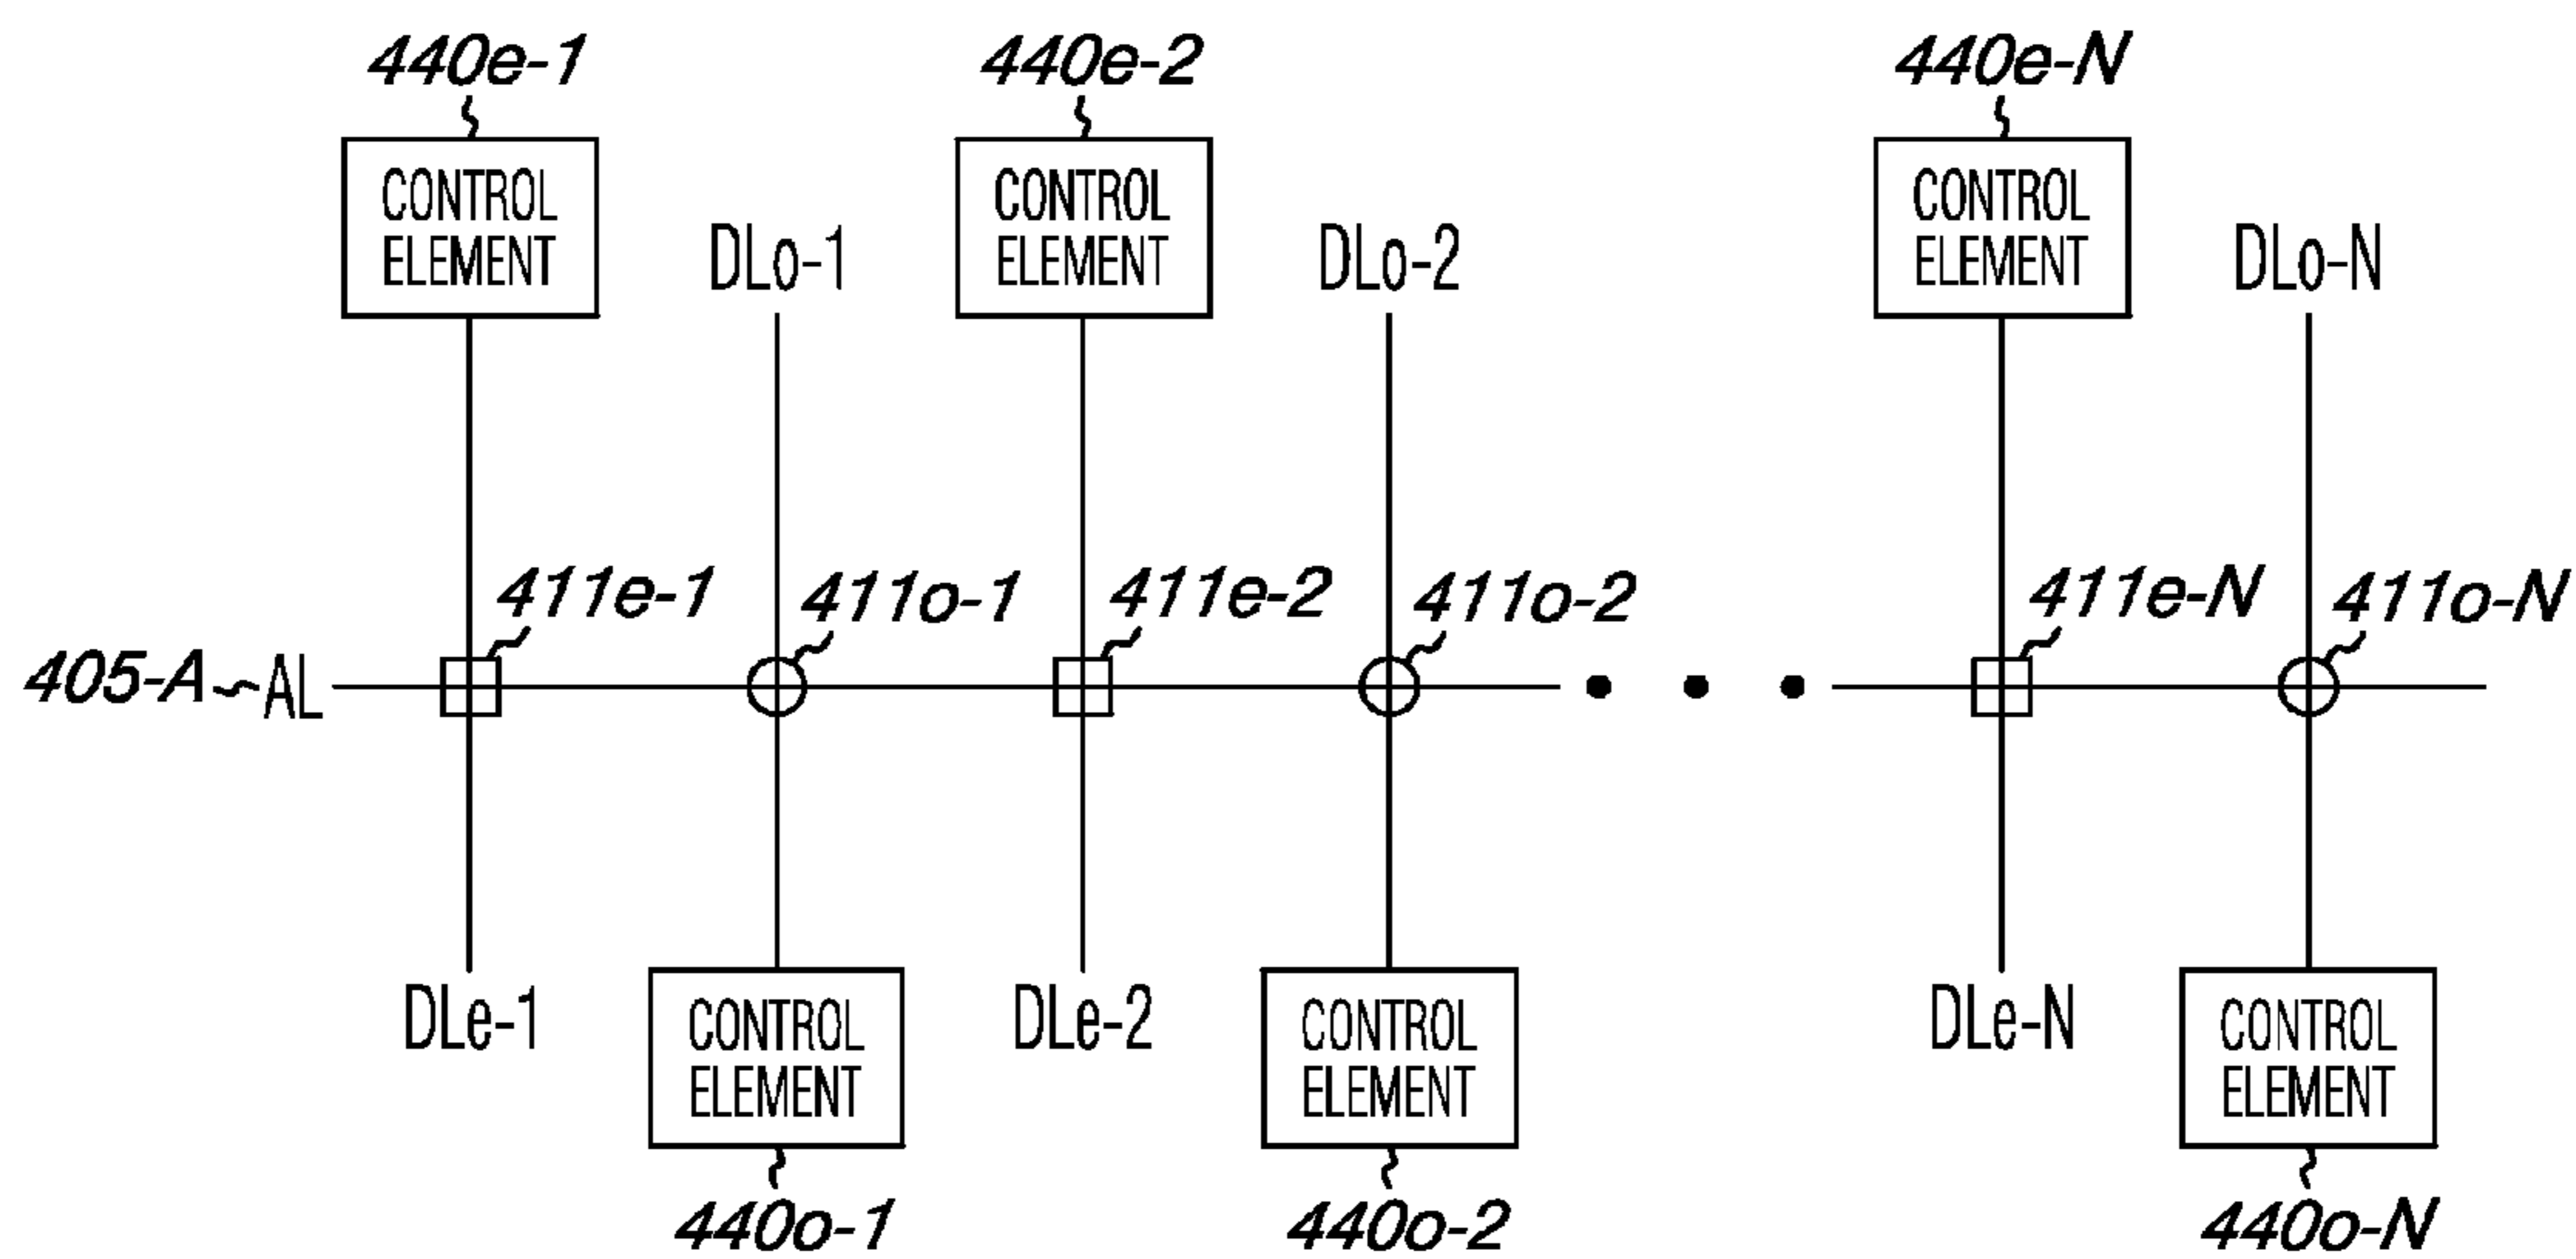 440e-1 440e-2 440e-N
CONTROL
ELEMENT
CONTROL
ELEMENT
CONTROL
ELEMENT
DLo-1 DLo-2 DLo-N
411e-1 411o-1 411e-2 411o-2 411e-N 411o-N
405-A AL
DLe-1 DLe-2 DLe-N
CONTROL
ELEMENT
CONTROL
ELEMENT
CONTROL
ELEMENT
440o-1 440o-2 440o-N